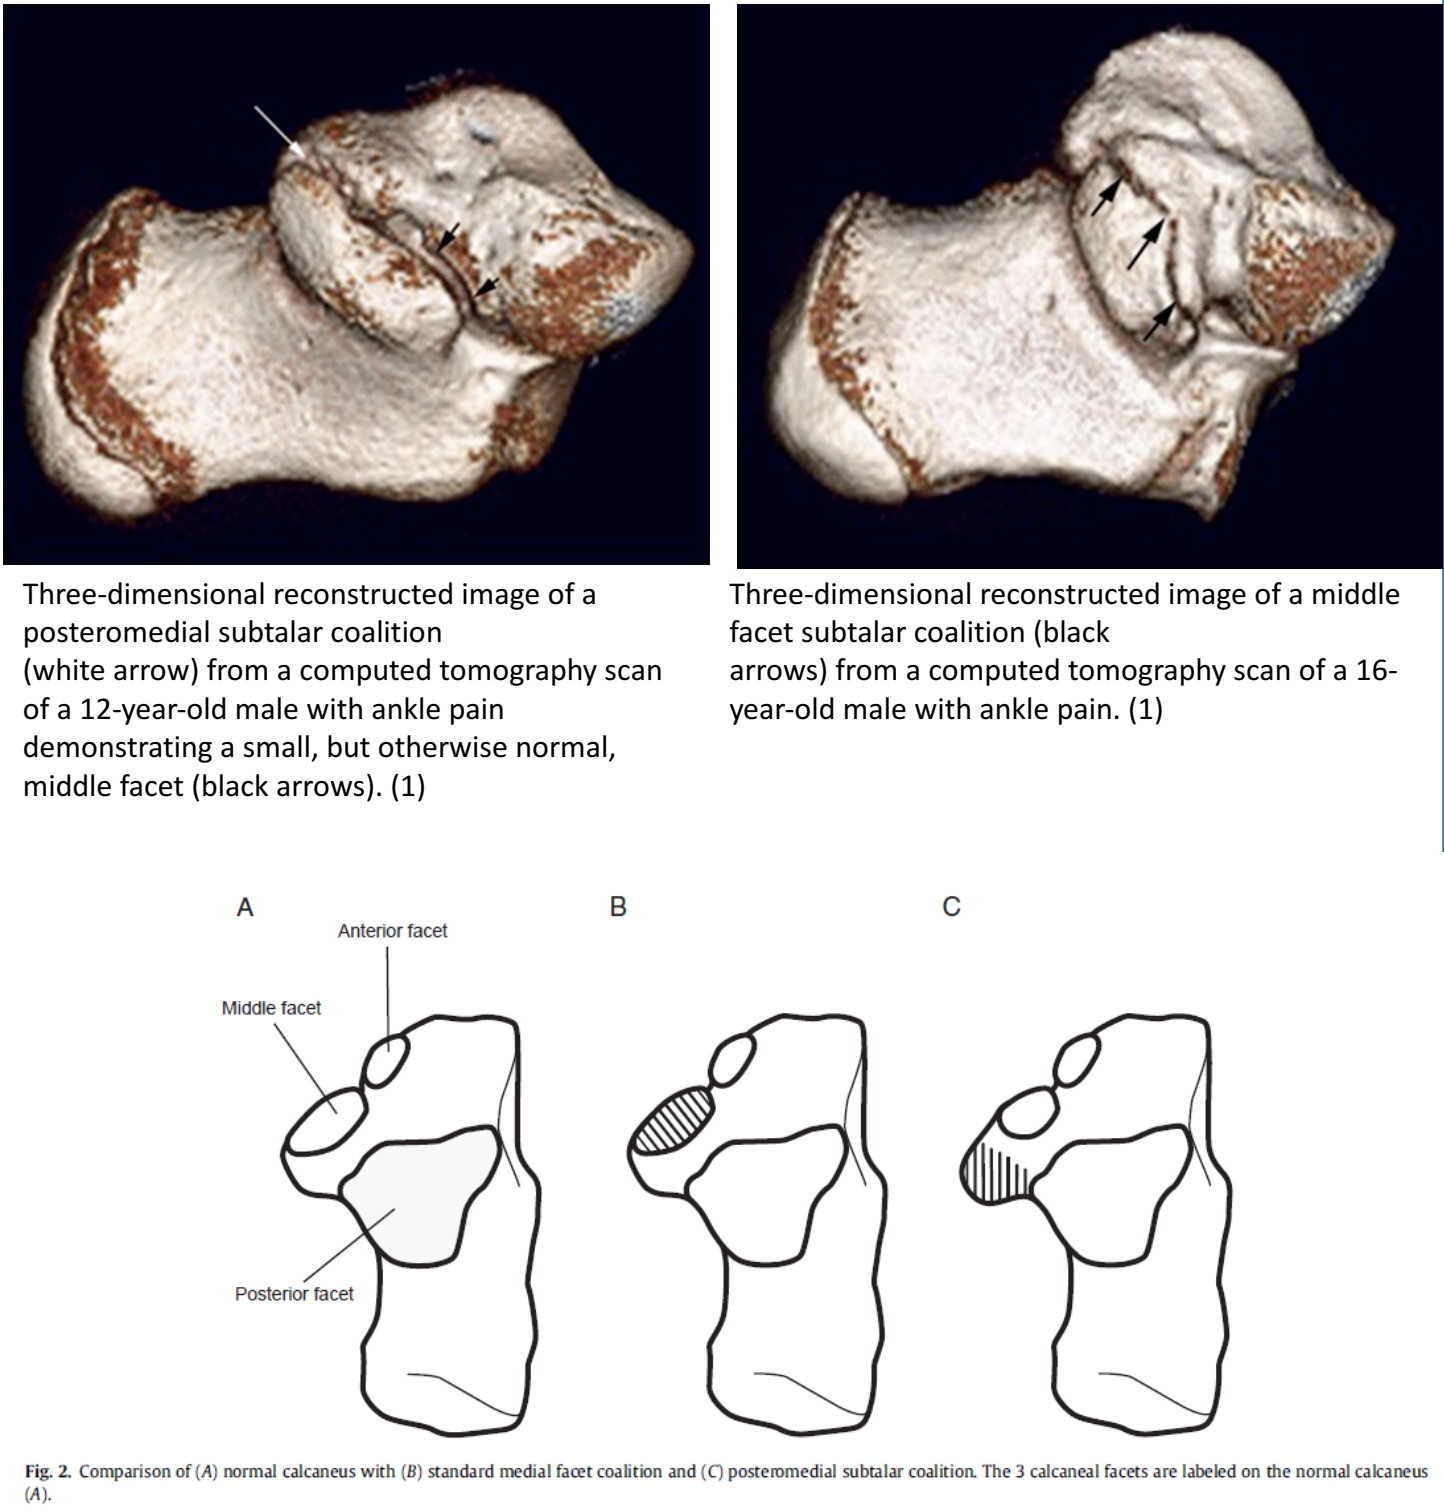 Three-dimensional reconstructed image of a
posteromedial subtalar coalition
(white arrow) from a computed tomography scan
of a 12-year-old male with ankle pain
demonstrating a small, but otherwise normal,
middle facet (black arrows). (1)
Three-dimensional reconstructed image of a middle
facet subtalar coalition (black
arrows) from a computed tomography scan of a 16-
year-old male with ankle pain. (1)
A
B
C
Anterior facet
Middle facet
Posterior facet
Fig. 2. Comparison of (A) normal calcaneus with (B) standard medial facet coalition and (C) posteromedial subtalar coalition. The 3 calcaneal facets are labeled on the normal calcaneus
(A).